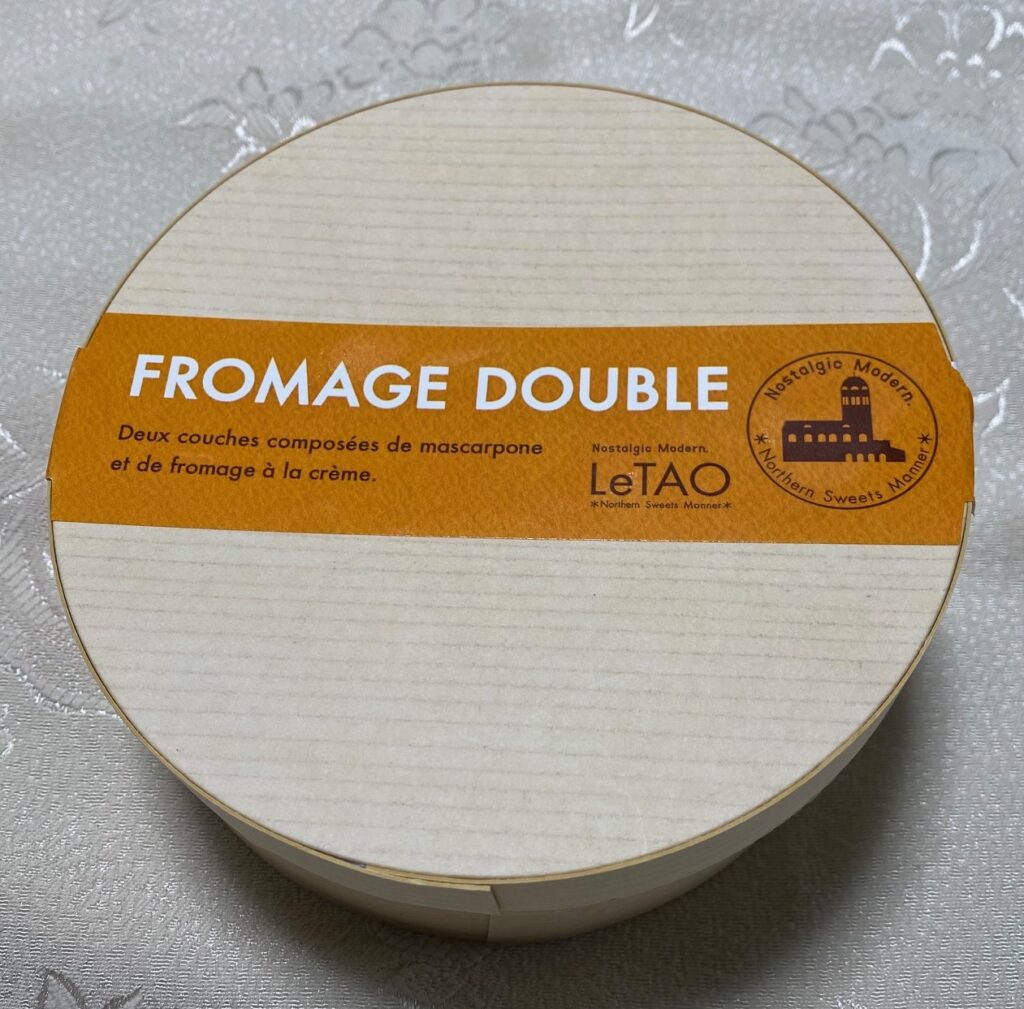 FROMAGE DOUBLE
Deux couches composées de mascarpone
et de fromage à la crème.
Nostalgic Modern.
LeTAO
*Northern Sweets Manner*
Nostalgic Modern.
*Northern Sweets Manner*